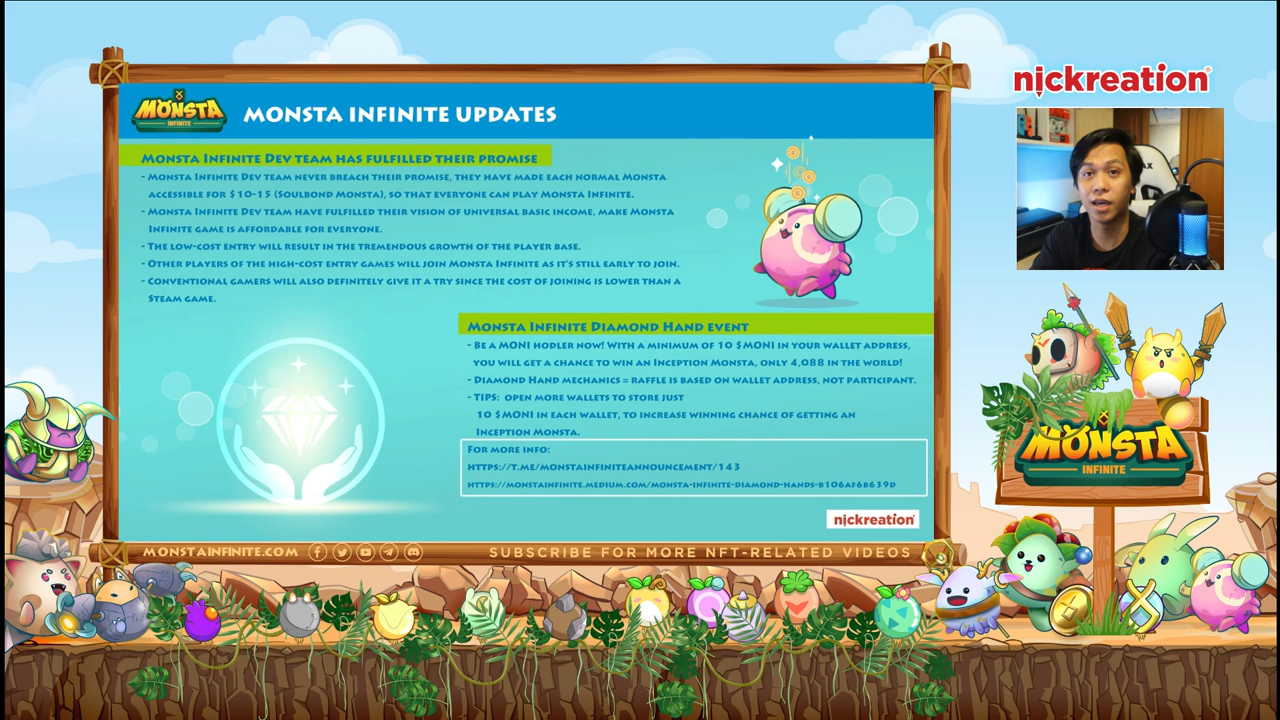 nickreation
MONSTA
INFINITE
MONSTA INFINITE UPDATES
MONSTA INFINITE DEV TEAM HAS FULFILLED THEIR PROMISE
- MONSTA INFINITE DEV TEAM NEVER BREACH THEIR PROMISE, THEY HAVE MADE EACH NORMAL MONSTA
ACCESSIBLE FOR $10-15 (SOULBOND MONSTA), SO THAT EVERYONE CAN PLAY MONSTA INFINITE.
- MONSTA INFINITE DEV TEAM HAVE FULFILLED THEIR VISION OF UNIVERSAL BASIC INCOME, MAKE MONSTA
INFINITE GAME IS AFFORDABLE FOR EVERYONE.
- THE LOW-COST ENTRY WILL RESULT IN THE TREMENDOUS GROWTH OF THE PLAYER BASE.
- OTHER PLAYERS OF THE HIGH-COST ENTRY GAMES WILL JOIN MONSTA INFINITE AS IT'S STILL EARLY TO JOIN.
- CONVENTIONAL GAMERS WILL ALSO DEFINITELY GIVE IT A TRY SINCE THE COST OF JOINING IS LOWER THAN A
STEAM GAME.
MONSTA INFINITE DIAMOND HAND EVENT
- BE A MONI HODLER NOW! WITH A MINIMUM OF 10 $MONI IN YOUR WALLET ADDRESS,
YOU WILL GET A CHANCE TO WIN AN INCEPTION MONSTA, ONLY 4,088 IN THE WORLD!
- DIAMOND HAND MECHANICS = RAFFLE IS BASED ON WALLET ADDRESS, NOT PARTICIPANT.
- TIPS: OPEN MORE WALLETS TO STORE JUST
10 $MONI IN EACH WALLET, TO INCREASE WINNING CHANCE OF GETTING AN
INCEPTION MONSTA.
FOR MORE INFO:
HTTPS://T.ME/MONSTAINFINITEANNOUNCEMENT/143
HTTPS://MONSTAINFINITE.MEDIUM.COM/MONSTA-INFINITE-DIAMOND-HANDS-B106AF6B639D
nickreation
MONSTA
INFINITE
MONSTAINFINITE.COM
SUBSCRIBE FOR MORE NFT-RELATED VIDEOS